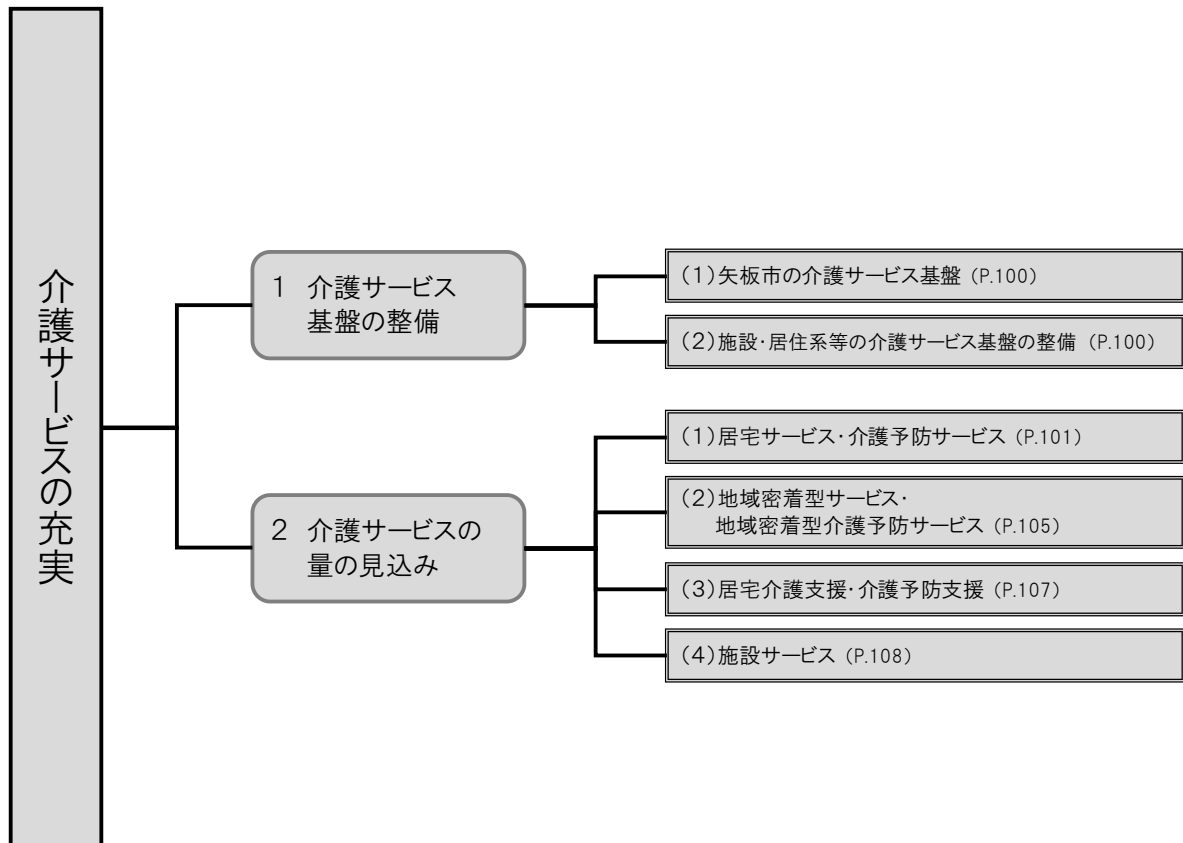 介護サービスの充実
1 介護サービス
基盤の整備
(1)矢板市の介護サービス基盤 (P.100)
(2)施設・居住系等の介護サービス基盤の整備 (P.100)
2 介護サービスの
量の見込み
(1)居宅サービス・介護予防サービス (P.101)
(2)地域密着型サービス・
地域密着型介護予防サービス (P.105)
(3)居宅介護支援・介護予防支援 (P.107)
(4)施設サービス (P.108)